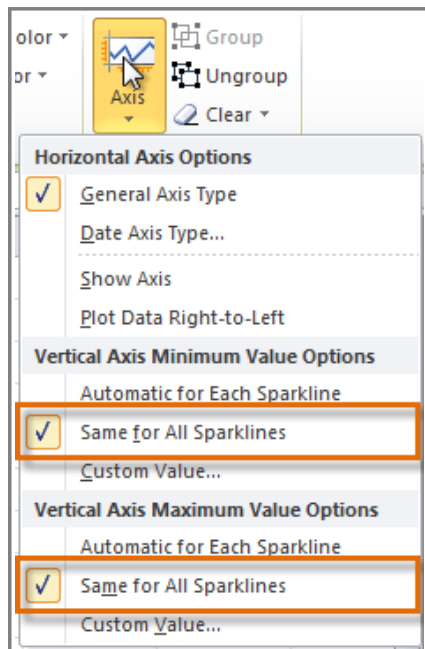 olor Group
or Ungroup
Axis Clear
Horizontal Axis Options
General Axis Type
Date Axis Type...
Show Axis
Plot Data Right-to-Left
Vertical Axis Minimum Value Options
Automatic for Each Sparkline
Same for All Sparklines
Custom Value...
Vertical Axis Maximum Value Options
Automatic for Each Sparkline
Same for All Sparklines
Custom Value...